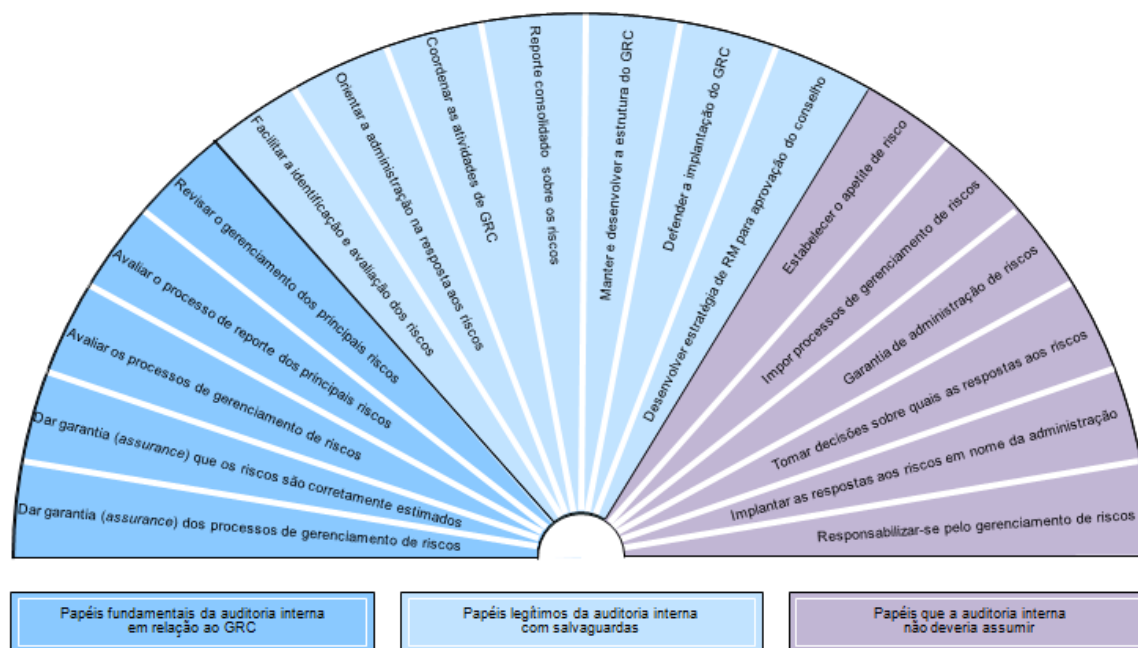 Dar garantia (assurance) dos processos de gerenciamento de riscos
Dar garantia (assurance) que os riscos são corretamente estimados
Avaliar os processos de gerenciamento de riscos
Avaliar o processo de reporte dos principais riscos
Revisar o gerenciamento dos principais riscos
Facilitar a identificação e avaliação dos riscos
Orientar a administração na resposta aos riscos
Coordenar as atividades de GRC
Reporte consolidado sobre os riscos
Manter e desenvolver a estrutura do GRC
Defender a implantação do GRC
Desenvolver estratégia de RM para aprovação do conselho
Estabelecer o apetite de risco
Impor processos de gerenciamento de riscos
Garantia de administração de riscos
Tomar decisões sobre quais as respostas aos riscos
Implantar as respostas aos riscos em nome da administração
Responsabilizar-se pelo gerenciamento de riscos
Papéis fundamentais da auditoria interna
em relação ao GRC
Papéis legítimos da auditoria interna
com salvaguardas
Papéis que a auditoria interna
não deveria assumir